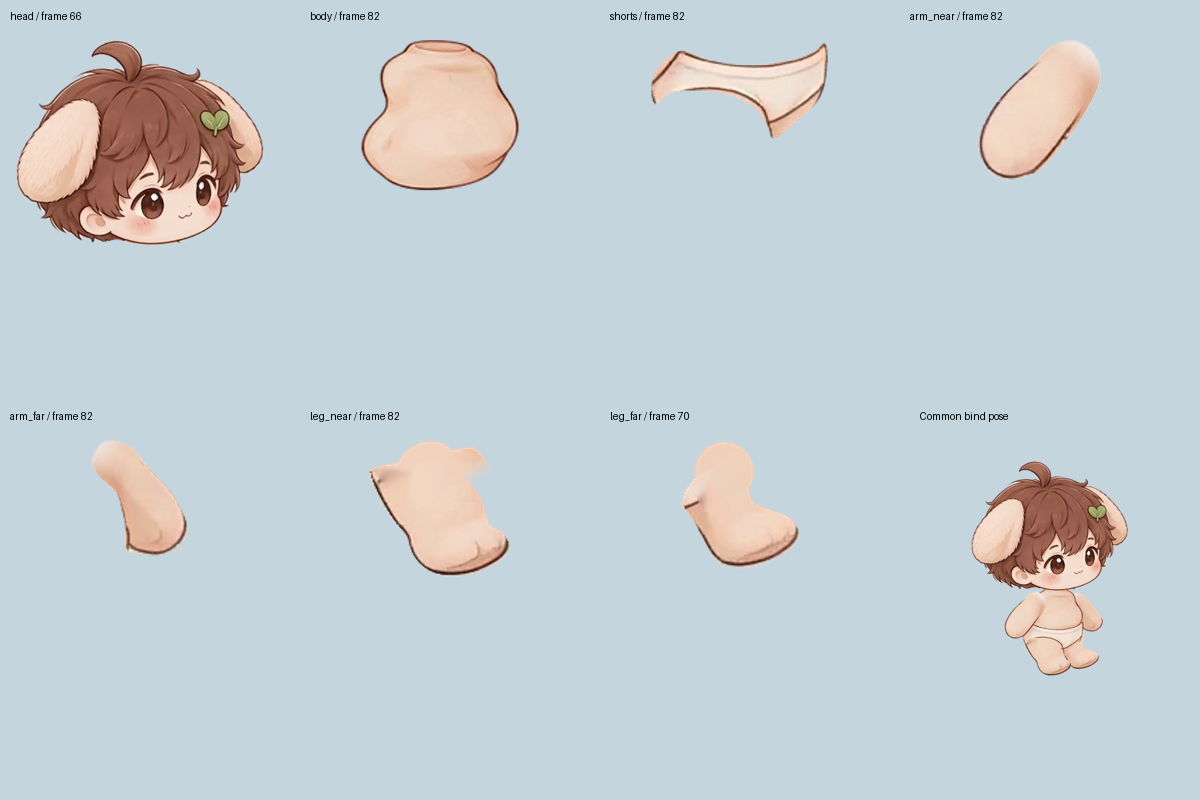 head / frame 66
body / frame 82
shorts / frame 82
arm_near / frame 82
arm_far / frame 82
leg_near / frame 82
leg_far / frame 70
Common bind pose